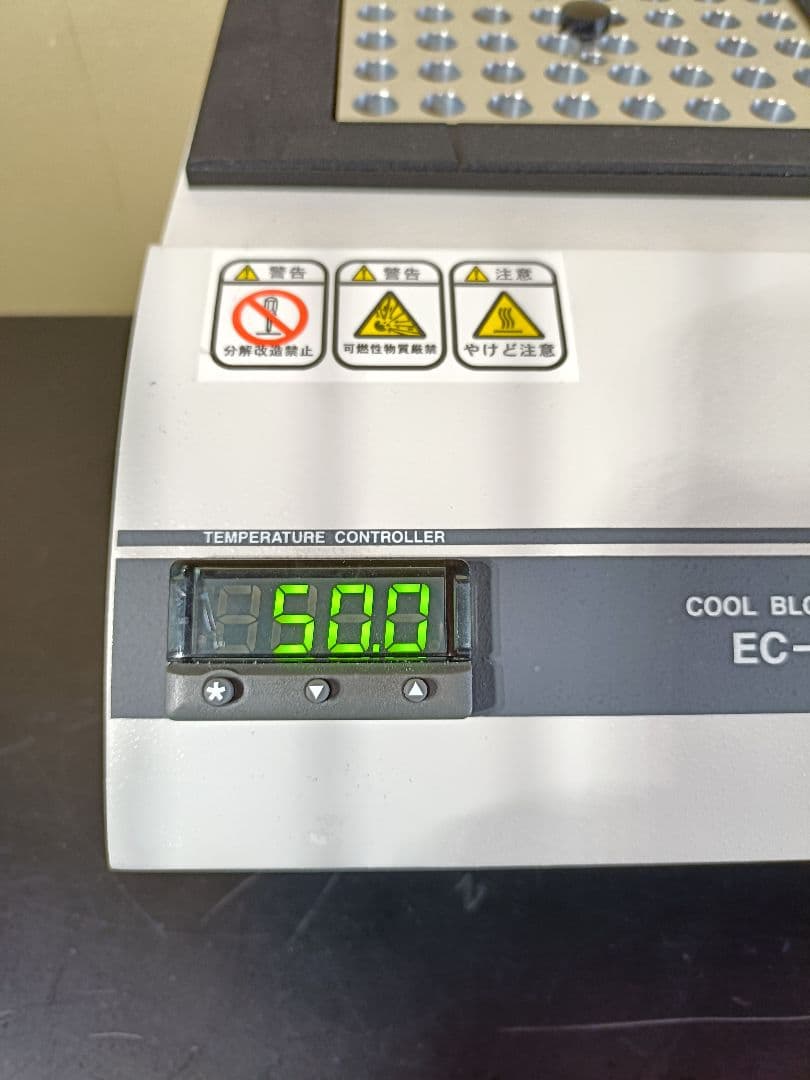 警告
分解改造禁止
警告
可燃性物質厳禁
注意
やけど注意
TEMPERATURE CONTROLLER
50.0
COOL BLO
EC-